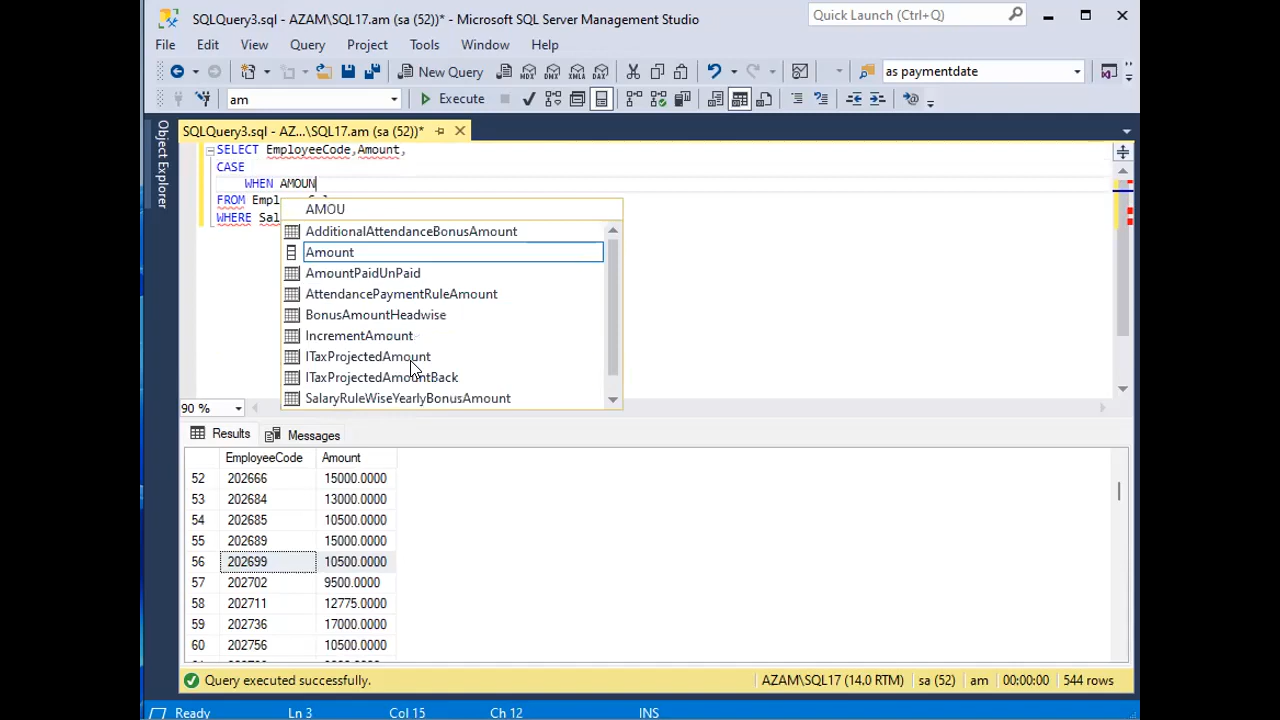 SQLQuery3.sql - AZAM\SQL17.am (sa (52))* - Microsoft SQL Server Management Studio
Quick Launch (Ctrl+Q)
File Edit View Query Project Tools Window Help
New Query
as paymentdate
am
Execute
Object Explorer
SQLQuery3.sql - AZ...\SQL17.am (sa (52))*
SELECT EmployeeCode,Amount,
CASE
WHEN AMOUN
FROM Empl
WHERE Sal
AMOU
AdditionalAttendanceBonusAmount
Amount
AmountPaidUnPaid
AttendancePaymentRuleAmount
BonusAmountHeadwise
IncrementAmount
ITaxProjectedAmount
ITaxProjectedAmountBack
SalaryRuleWiseYearlyBonusAmount
90 %
Results Messages
EmployeeCode Amount
52 202666 15000.0000
53 202684 13000.0000
54 202685 10500.0000
55 202689 15000.0000
56 202699 10500.0000
57 202702 9500.0000
58 202711 12775.0000
59 202736 17000.0000
60 202756 10500.0000
Query executed successfully. AZAM\SQL17 (14.0 RTM) sa (52) am 00:00:00 544 rows
Ready Ln 3 Col 15 Ch 12 INS